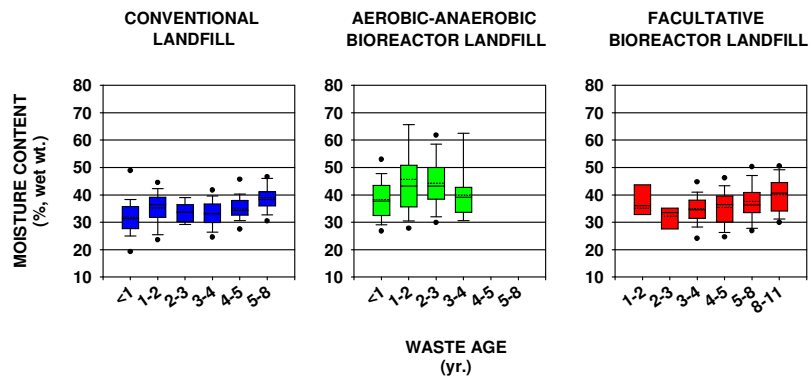 CONVENTIONAL
LANDFILL
AEROBIC-ANAEROBIC
BIOREACTOR LANDFILL
FACULTATIVE
BIOREACTOR LANDFILL
MOISTURE CONTENT
(%, wet wt.)
80
70
60
50
40
30
20
10
<1 1-2 2-3 3-4 4-5 5-8
80
70
60
50
40
30
20
10
<1 1-2 2-3 3-4 4-5 5-8
80
70
60
50
40
30
20
10
1-2 2-3 3-4 4-5 5-8 8-11
WASTE AGE
(yr.)